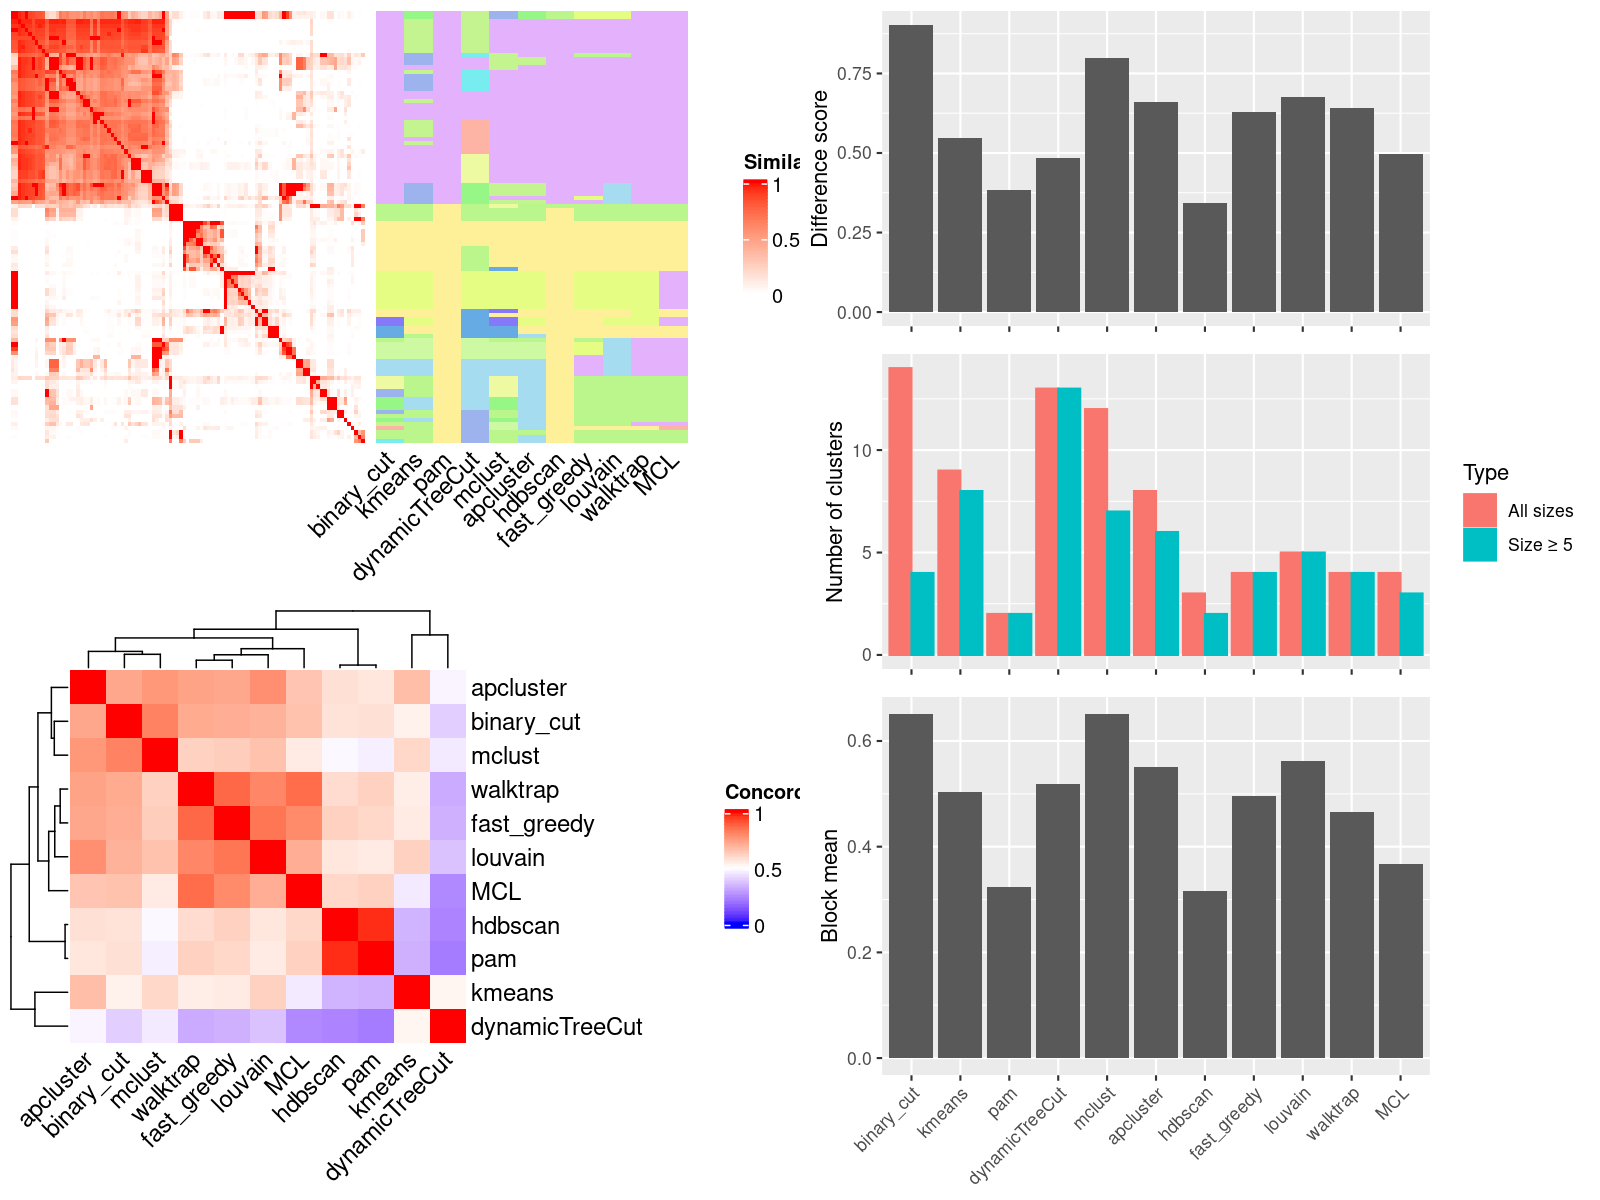 Simila
1
0.5
0
binary_cut
kmeans
pam
dynamicTreeCut
mclust
apcluster
hdbscan
fast_greedy
louvain
walktrap
MCL
Difference score
0.75
0.50
0.25
0.00
Number of clusters
10
5
0
Type
All sizes
Size ≥ 5
apcluster
binary_cut
mclust
walktrap
fast_greedy
louvain
MCL
hdbscan
pam
kmeans
dynamicTreeCut
apcluster
binary_cut
mclust
walktrap
fast_greedy
louvain
MCL
hdbscan
pam
kmeans
dynamicTreeCut
Concord
1
0.5
0
Block mean
0.6
0.4
0.2
0.0
binary_cut
kmeans
pam
dynamicTreeCut
mclust
apcluster
hdbscan
fast_greedy
louvain
walktrap
MCL